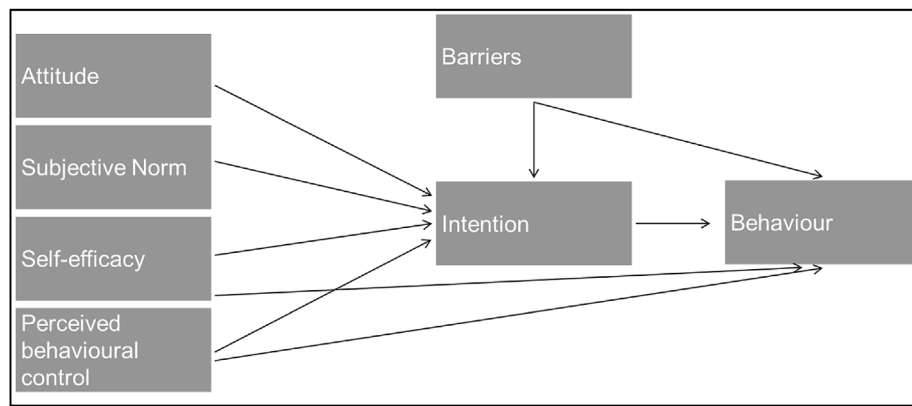 Attitude
Subjective Norm
Self-efficacy
Perceived
behavioural
control
Barriers
Intention
Behaviour